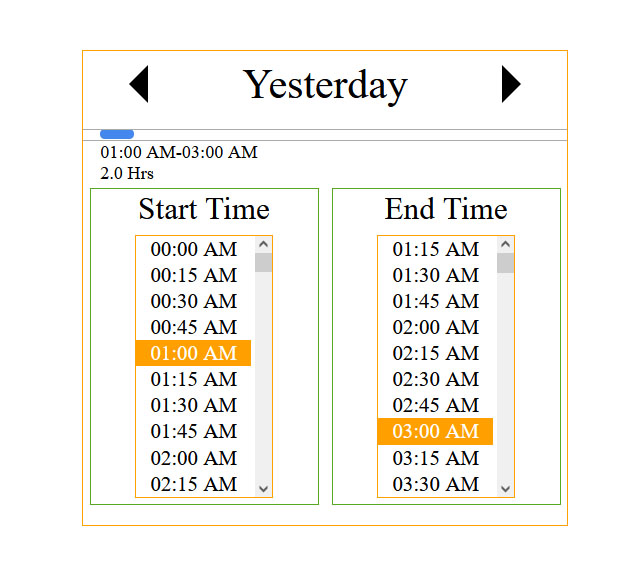 Yesterday
01:00 AM-03:00 AM
2.0 Hrs
Start Time
00:00 AM
00:15 AM
00:30 AM
00:45 AM
01:00 AM
01:15 AM
01:30 AM
01:45 AM
02:00 AM
02:15 AM
End Time
01:15 AM
01:30 AM
01:45 AM
02:00 AM
02:15 AM
02:30 AM
02:45 AM
03:00 AM
03:15 AM
03:30 AM